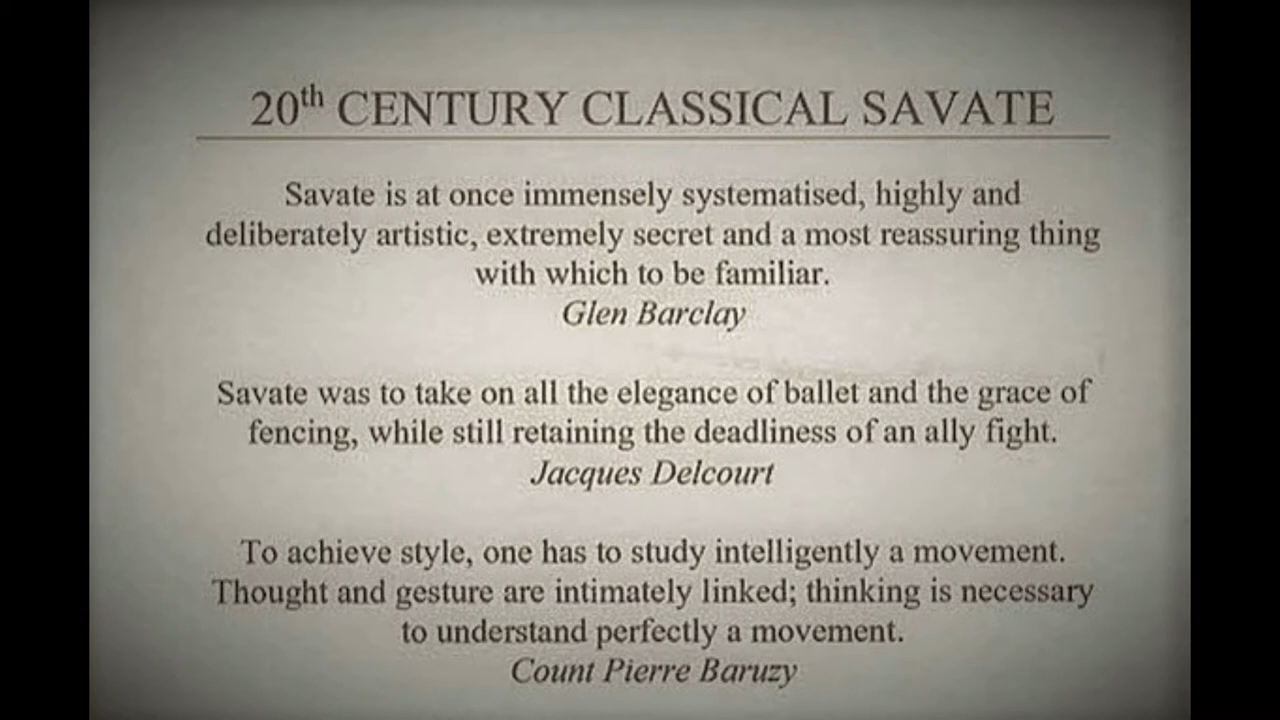 20th CENTURY CLASSICAL SAVATE
Savate is at once immensely systematised, highly and
deliberately artistic, extremely secret and a most reassuring thing
with which to be familiar.
Glen Barclay
Savate was to take on all the elegance of ballet and the grace of
fencing, while still retaining the deadliness of an ally fight.
Jacques Delcourt
To achieve style, one has to study intelligently a movement.
Thought and gesture are intimately linked; thinking is necessary
to understand perfectly a movement.
Count Pierre Baruzy